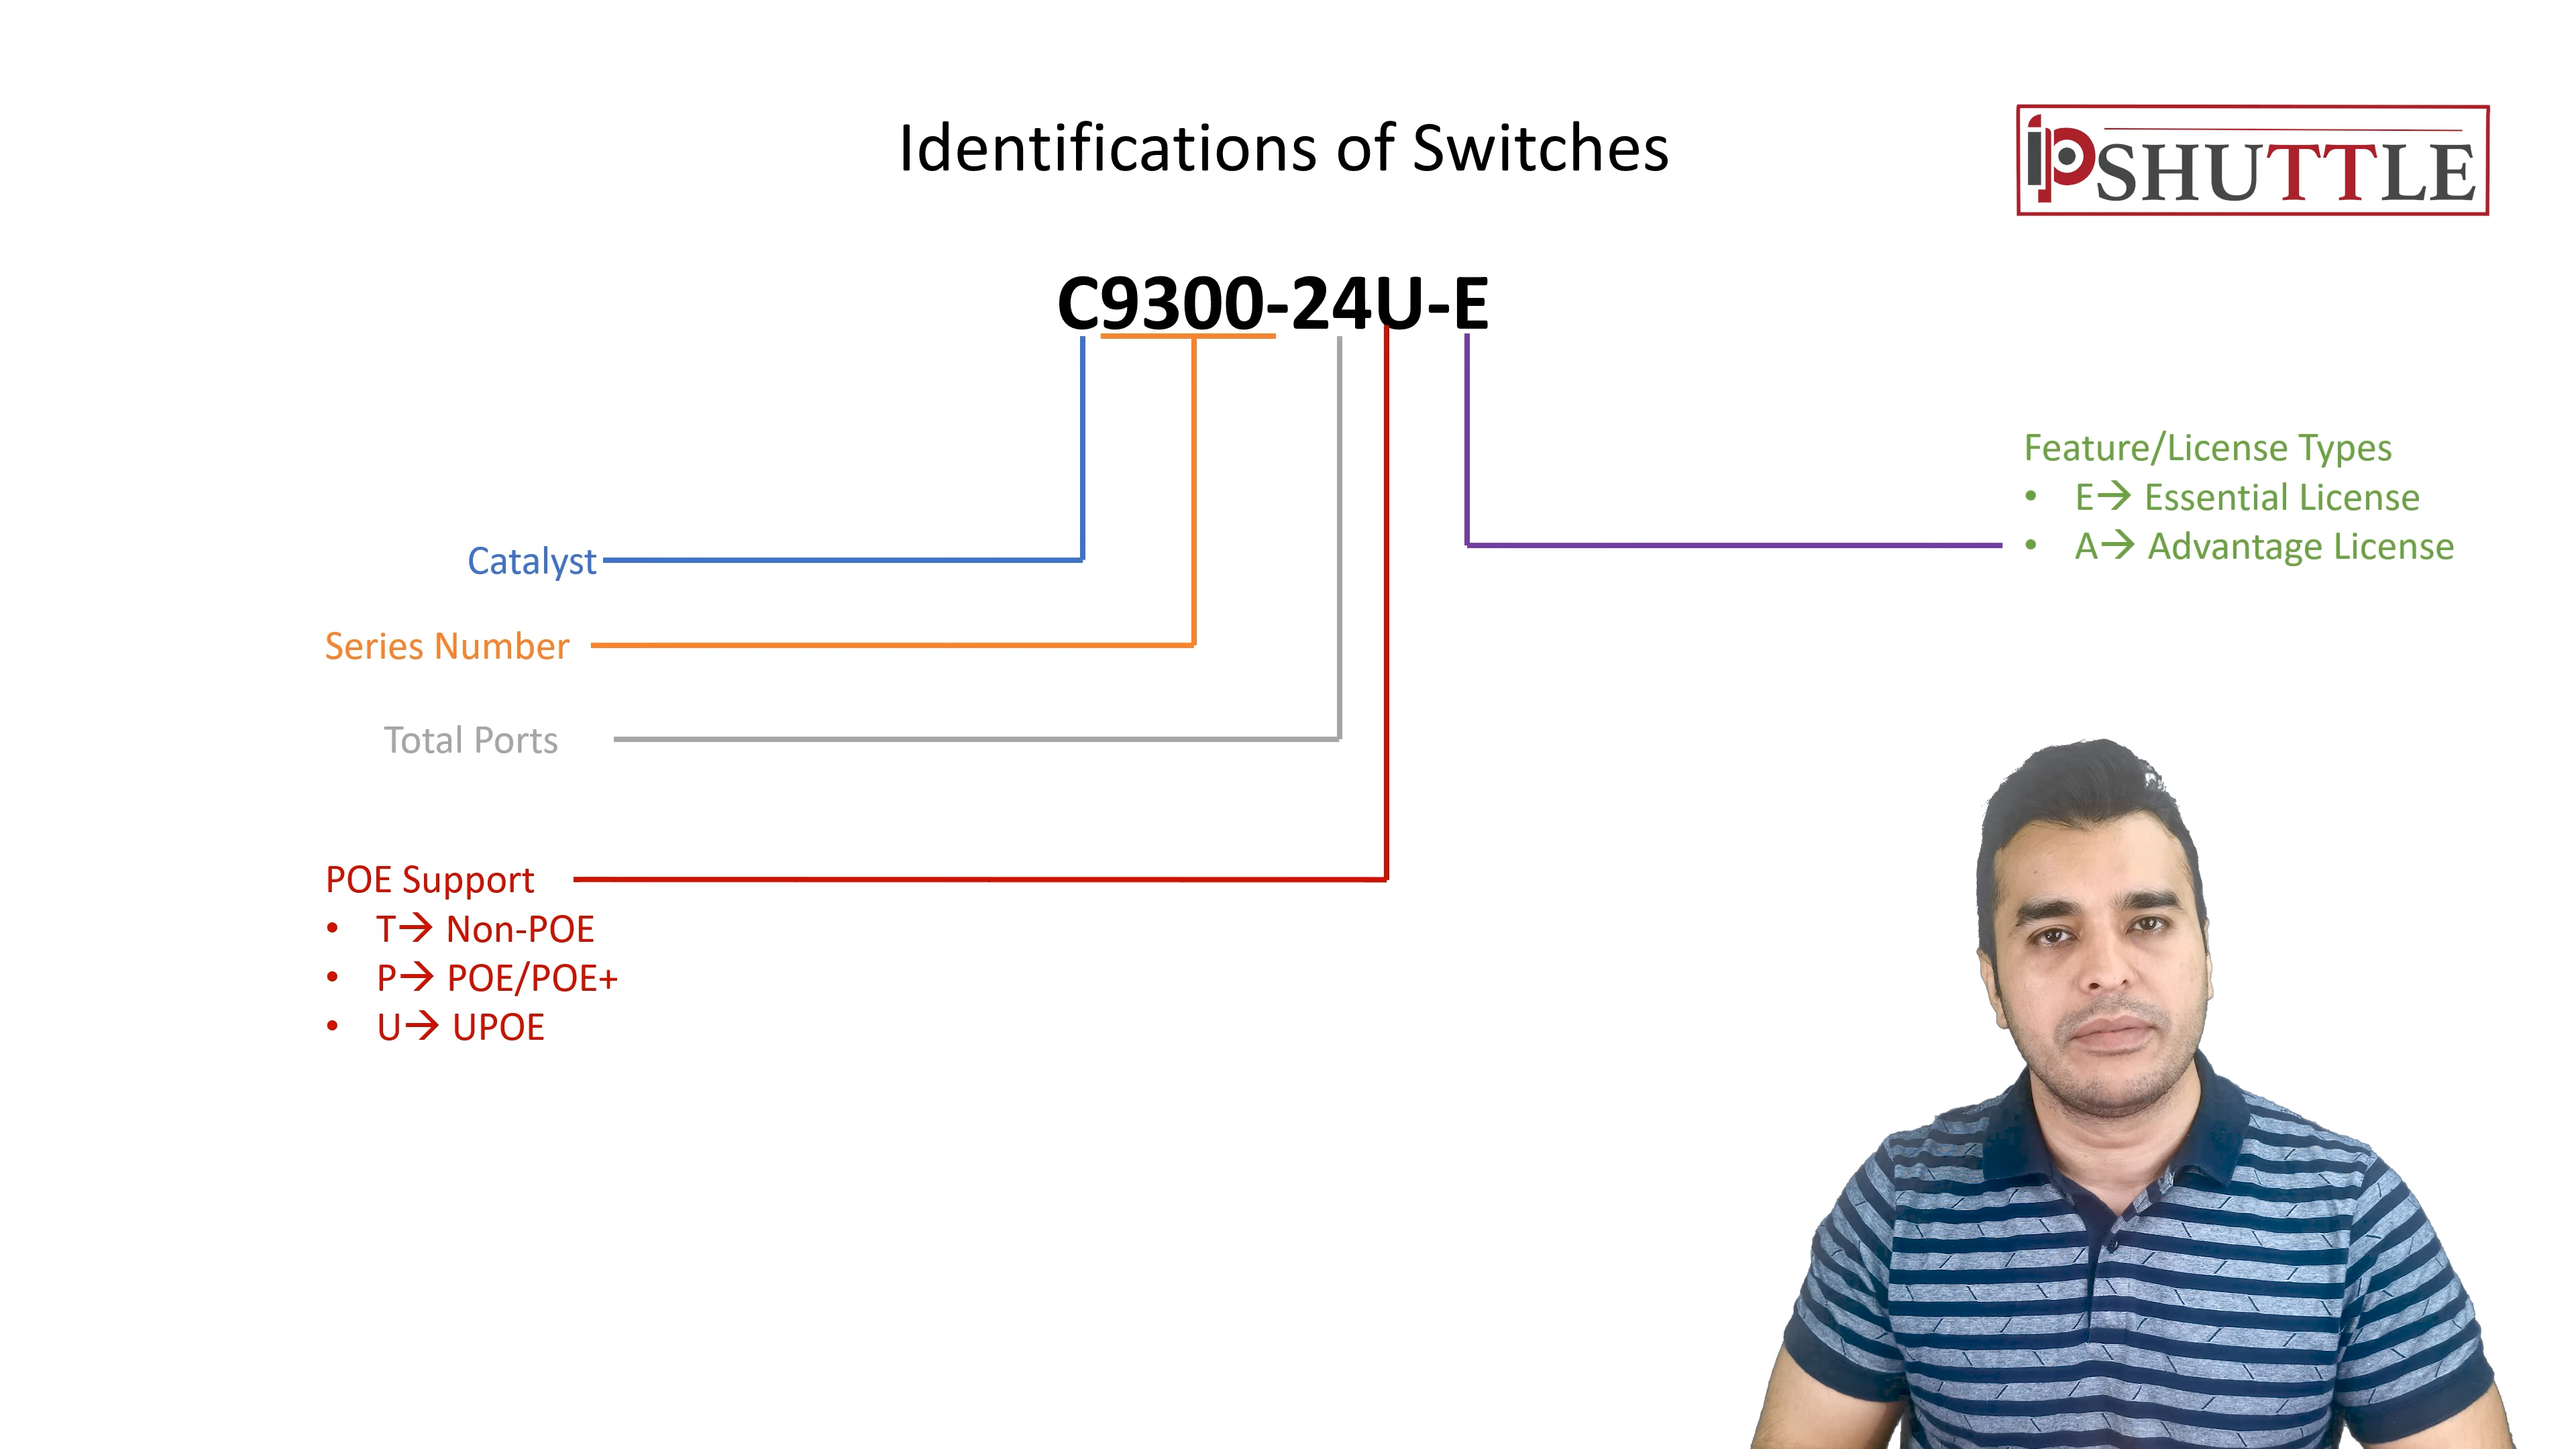 Identifications of Switches
ipSHUTTLE
C9300-24U-E
Feature/License Types
• E→ Essential License
• A→ Advantage License
Catalyst
Series Number
Total Ports
POE Support
• T→ Non-POE
• P→ POE/POE+
• U→ UPOE